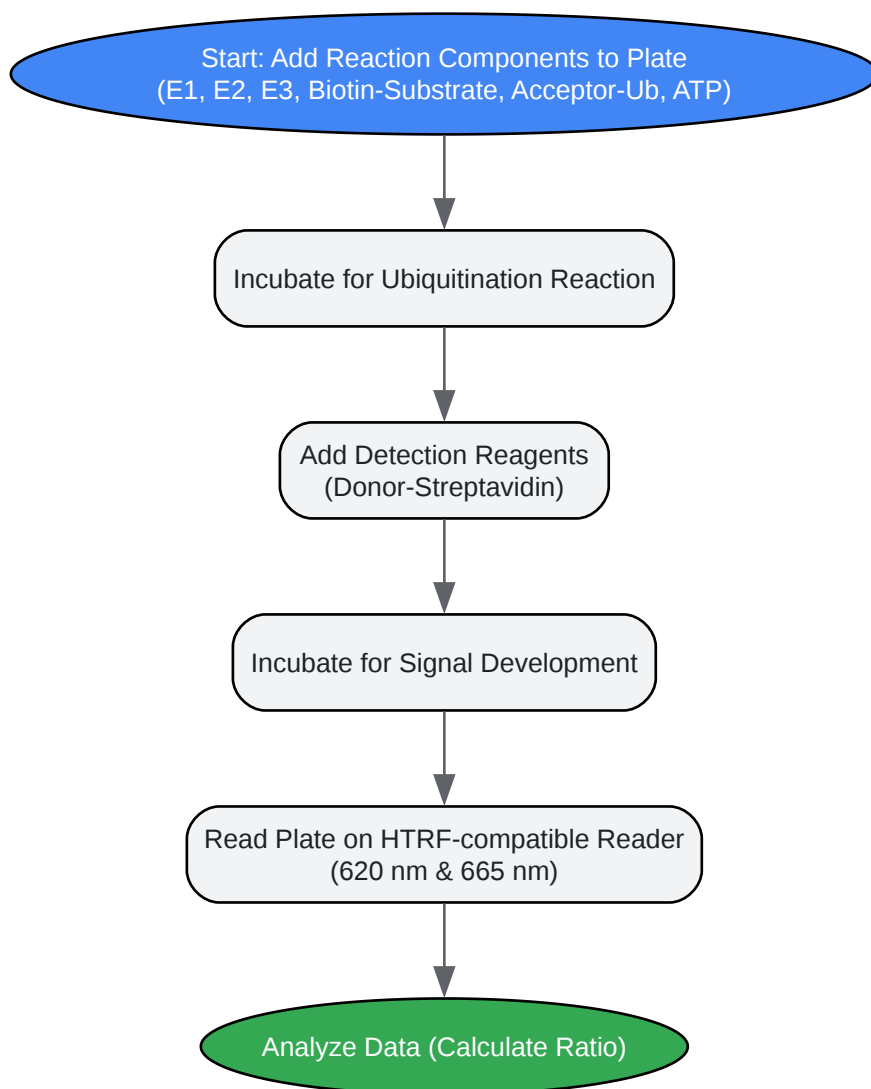 Start: Add Reaction Components to Plate
(E1, E2, E3, Biotin-Substrate, Acceptor-Ub, ATP)
Incubate for Ubiquitination Reaction
Add Detection Reagents
(Donor-Streptavidin)
Incubate for Signal Development
Read Plate on HTRF-compatible Reader
(620 nm & 665 nm)
Analyze Data (Calculate Ratio)